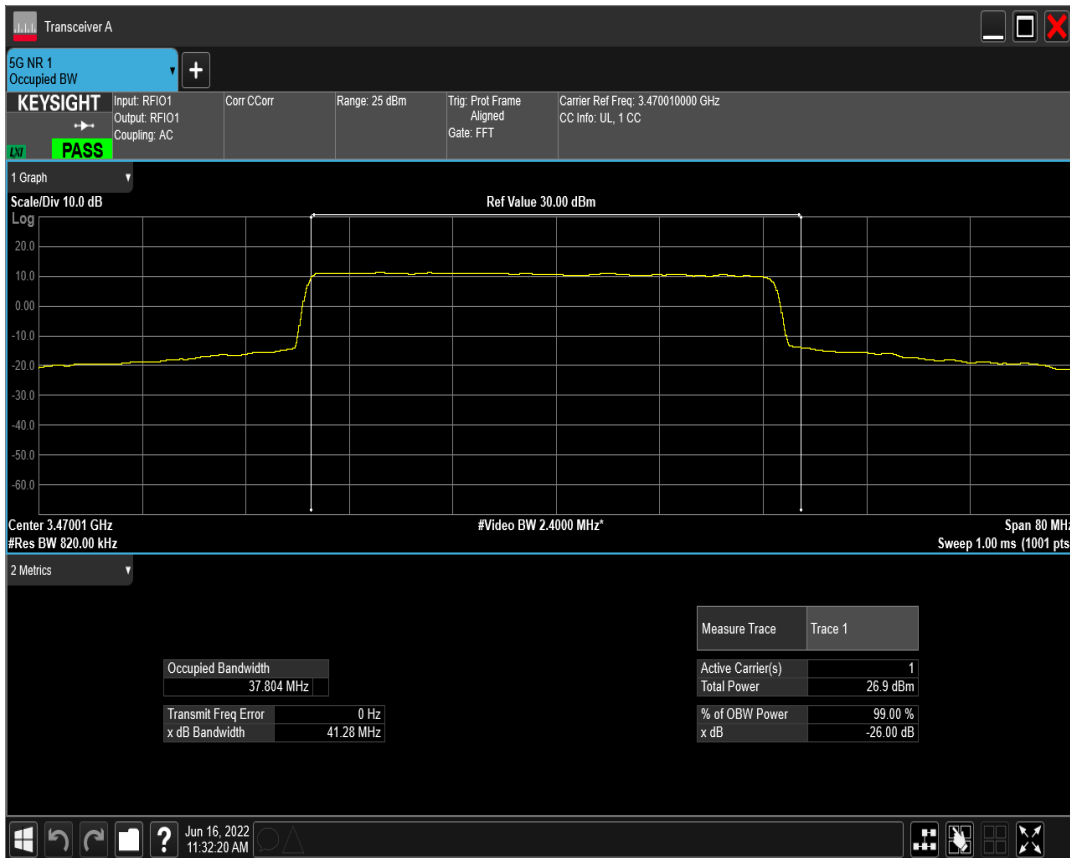 Transceiver A
5G NR 1
Occupied BW
KEYSIGHT
Input: RFIO1
Output: RFIO1
Coupling: AC
Corr CCorr
Range: 25 dBm
Trig: Prot Frame
Aligned
Gate: FFT
Carrier Ref Freq: 3.470010000 GHz
CC Info: UL, 1 CC
LXI
PASS
1 Graph
Scale/Div 10.0 dB
Ref Value 30.00 dBm
Log
20.0
10.0
0.00
-10.0
-20.0
-30.0
-40.0
-50.0
-60.0
Center 3.47001 GHz
#Video BW 2.4000 MHz*
Span 80 MHz
#Res BW 820.00 kHz
Sweep 1.00 ms (1001 pts
2 Metrics
Measure Trace Trace 1
Occupied Bandwidth
37.804 MHz
Active Carrier(s) 1
Total Power 26.9 dBm
Transmit Freq Error 0 Hz
x dB Bandwidth 41.28 MHz
% of OBW Power 99.00 %
x dB -26.00 dB
?
Jun 16, 2022
11:32:20 AM